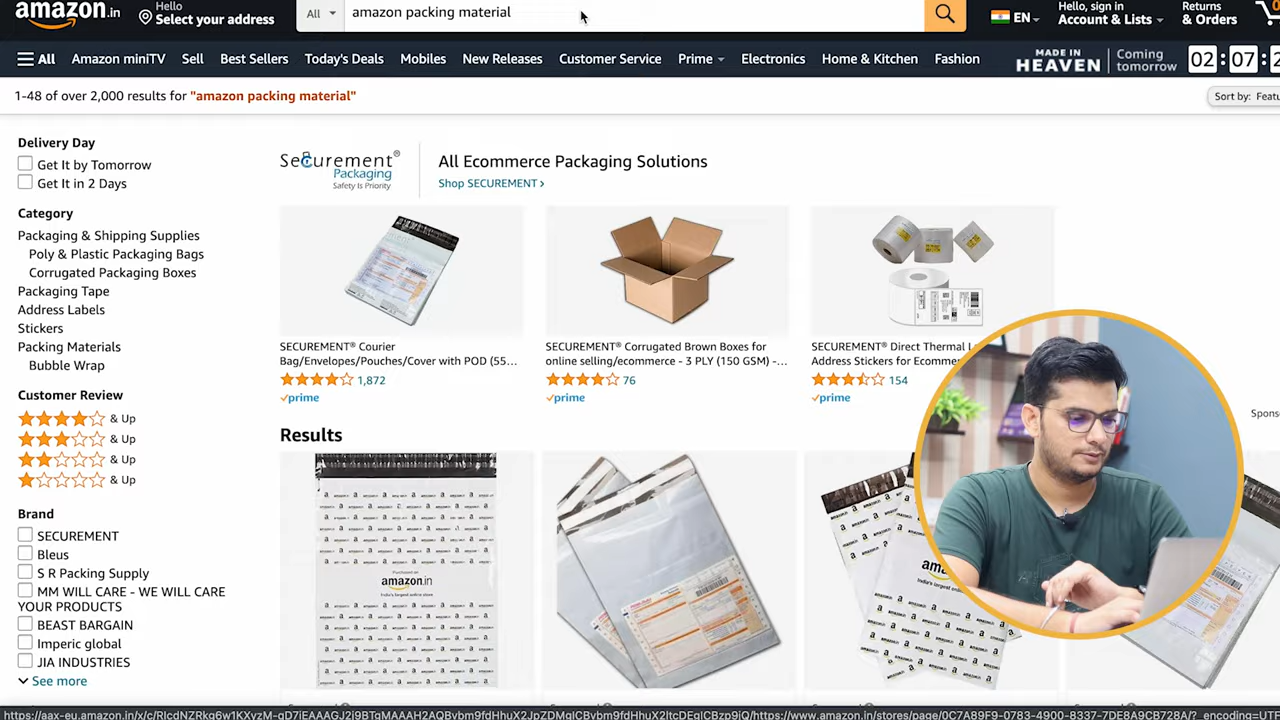 amazon.in
Hello
Select your address
All
amazon packing material
EN
Hello, sign in
Account & Lists
Returns
& Orders
0
All
Amazon miniTV
Sell
Best Sellers
Today's Deals
Mobiles
New Releases
Customer Service
Prime
Electronics
Home & Kitchen
Fashion
MADE IN
HEAVEN
Coming
tomorrow
02:07:2
1-48 of over 2,000 results for "amazon packing material"
Sort by: Featu
Delivery Day
Get It by Tomorrow
Get It in 2 Days
Category
Packaging & Shipping Supplies
Poly & Plastic Packaging Bags
Corrugated Packaging Boxes
Packaging Tape
Address Labels
Stickers
Packing Materials
Bubble Wrap
Customer Review
& Up
& Up
& Up
& Up
Brand
SECUREMENT
Bleus
S R Packing Supply
MM WILL CARE - WE WILL CARE
YOUR PRODUCTS
BEAST BARGAIN
Imperic global
JIA INDUSTRIES
See more
Securement®
Packaging
Safety Is Priority
All Ecommerce Packaging Solutions
Shop SECUREMENT ›
SECUREMENT® Courier
Bag/Envelopes/Pouches/Cover with POD (55...
1,872
prime
SECUREMENT® Corrugated Brown Boxes for
online selling/ecommerce - 3 PLY (150 GSM) -...
76
prime
SECUREMENT® Direct Thermal L
Address Stickers for Ecomme
154
prime
Spons
Results
amazon.in
India's largest online store